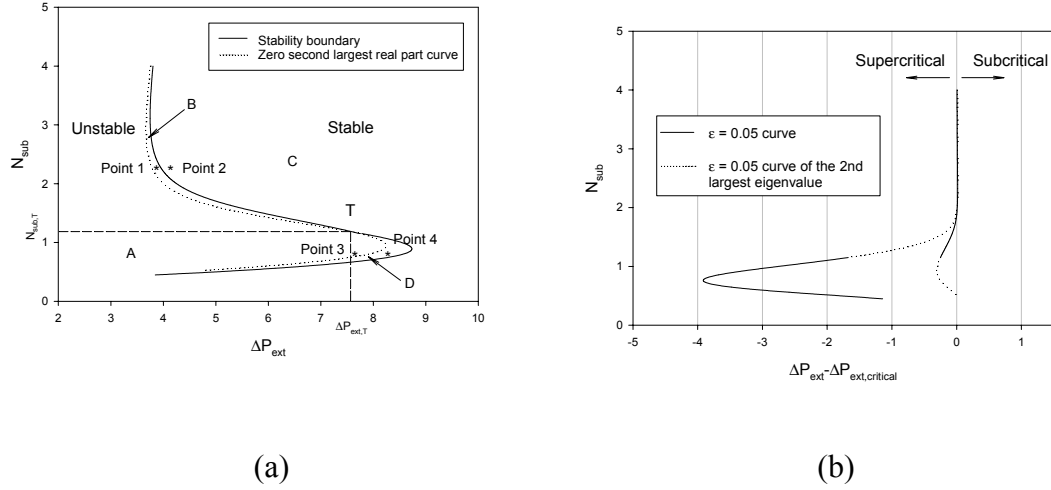 Stability boundary
Zero second largest real part curve
5
4
3
2
1
0
N_sub
N_sub,T
Unstable
Stable
B
C
Point 1
Point 2
T
Point 4
Point 3
A
D
2 3 4 5 6 7 8 9 10
ΔP_ext,T
ΔP_ext
(a)
5
4
3
2
1
0
N_sub
Supercritical
Subcritical
ε = 0.05 curve
ε = 0.05 curve of the 2nd
largest eigenvalue
-5 -4 -3 -2 -1 0 1
ΔP_ext-ΔP_ext,critical
(b)